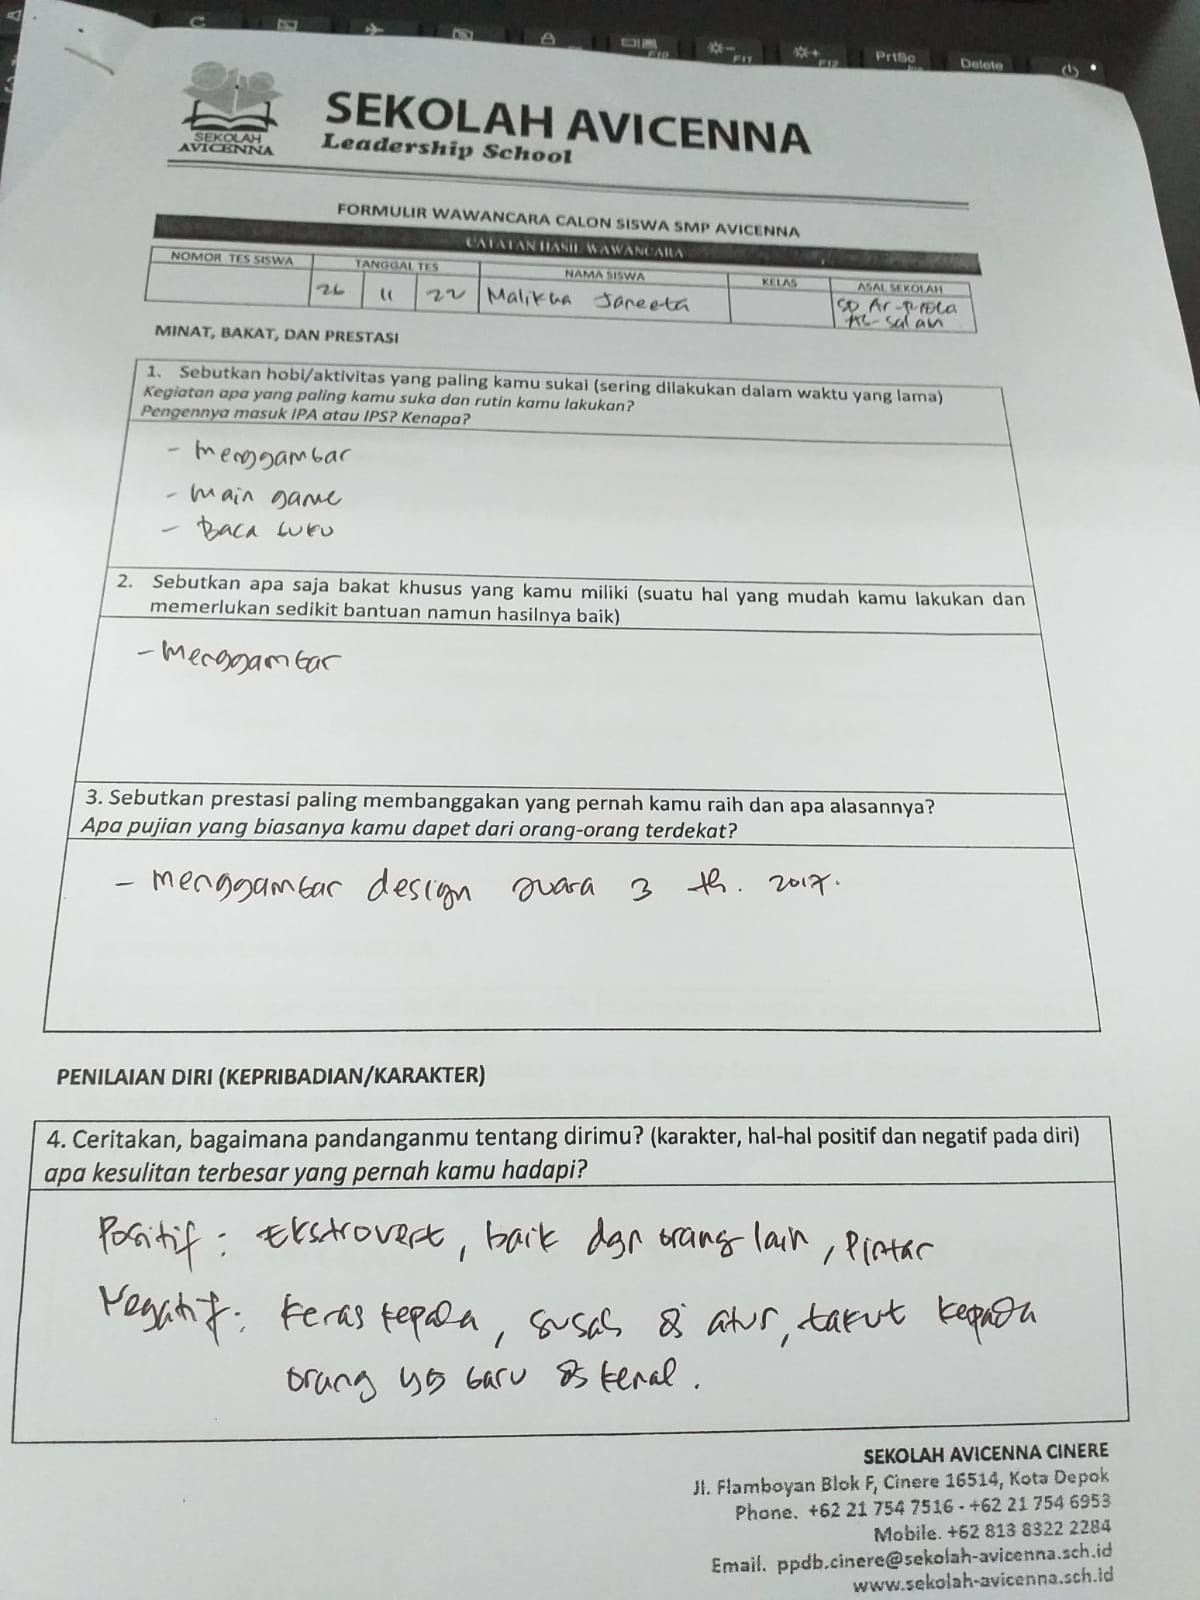 PrtSc
Delete
F10
F11
F12
SEKOLAH
AVICENNA
SEKOLAH AVICENNA
Leadership School
FORMULIR WAWANCARA CALON SISWA SMP AVICENNA
CATATAN HASIL WAWANCARA
NOMOR TES SISWA TANGGAL TES NAMA SISWA KELAS ASAL SEKOLAH
26 11 22 Malikha Janeeta SD Ar-
As-salam
MINAT, BAKAT, DAN PRESTASI
1. Sebutkan hobi/aktivitas yang paling kamu sukai (sering dilakukan dalam waktu yang lama)
Kegiatan apa yang paling kamu suka dan rutin kamu lakukan?
Pengennya masuk IPA atau IPS? Kenapa?
- menggambar
- main game
- Baca buku
2. Sebutkan apa saja bakat khusus yang kamu miliki (suatu hal yang mudah kamu lakukan dan
memerlukan sedikit bantuan namun hasilnya baik)
- menggambar
3. Sebutkan prestasi paling membanggakan yang pernah kamu raih dan apa alasannya?
Apa pujian yang biasanya kamu dapet dari orang-orang terdekat?
- menggambar design juara 3 th. 2017.
PENILAIAN DIRI (KEPRIBADIAN/KARAKTER)
4. Ceritakan, bagaimana pandanganmu tentang dirimu? (karakter, hal-hal positif dan negatif pada diri)
apa kesulitan terbesar yang pernah kamu hadapi?
Positif : Ekstrovert, baik dgn orang lain, Pintar
Negatif : keras kepala, susah di atur, takut kepada
orang yg baru di kenal.
SEKOLAH AVICENNA CINERE
Jl. Flamboyan Blok F, Cinere 16514, Kota Depok
Phone. +62 21 754 7516 - +62 21 754 6953
Mobile. +62 813 8322 2284
Email. ppdb.cinere@sekolah-avicenna.sch.id
www.sekolah-avicenna.sch.id